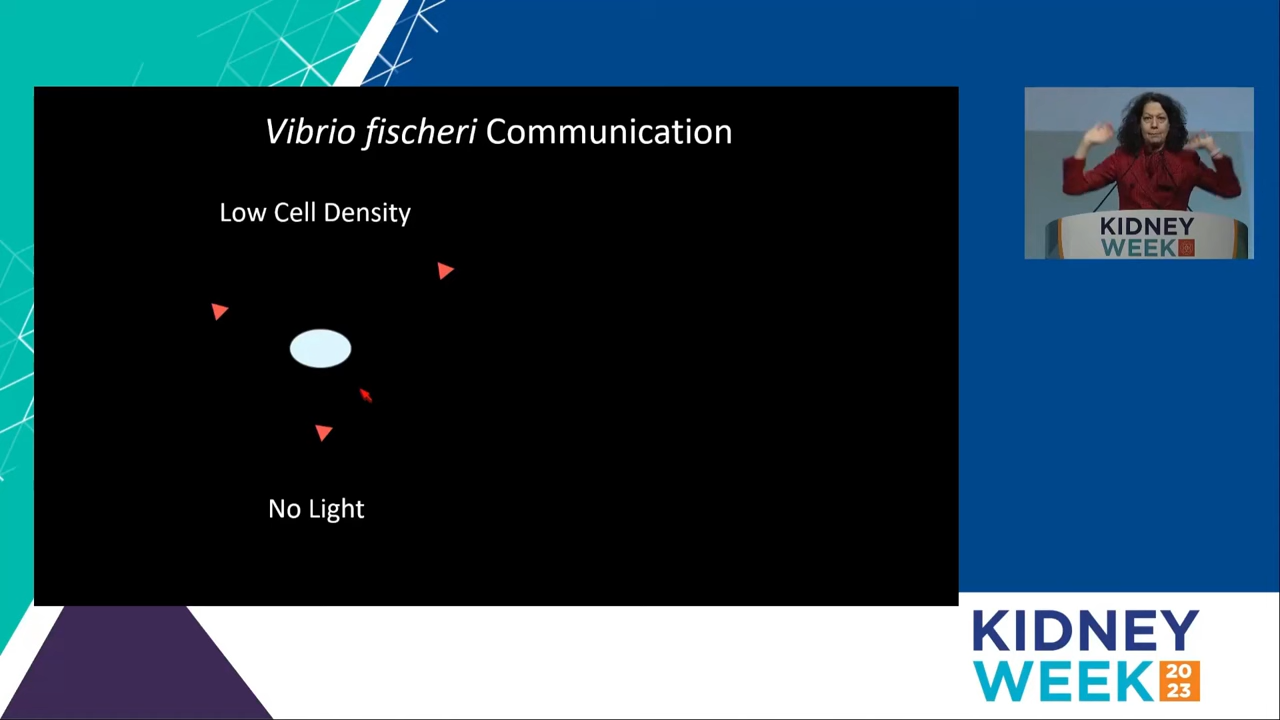 Vibrio fischeri Communication
Low Cell Density
No Light
KIDNEY
WEEK
KIDNEY
WEEK 20
23